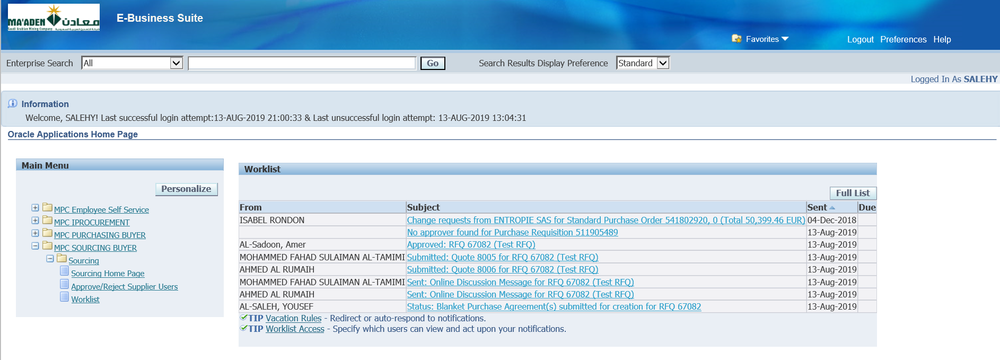 MA'ADEN معادن
Saudi Arabian Mining Company
E-Business Suite
Favorites
Logout Preferences Help
Enterprise Search All Go Search Results Display Preference Standard
Logged In As SALEHY
Information
Welcome, SALEHY! Last successful login attempt:13-AUG-2019 21:00:33 & Last unsuccessful login attempt: 13-AUG-2019 13:04:31
Oracle Applications Home Page
Main Menu
Personalize
MPC Employee Self Service
MPC IPROCUREMENT
MPC PURCHASING BUYER
MPC SOURCING BUYER
Sourcing
Sourcing Home Page
Approve/Reject Supplier Users
Worklist
Worklist
Full List
From Subject Sent Due
ISABEL RONDON Change requests from ENTROPIE SAS for Standard Purchase Order 541802920, 0 (Total 50,399.46 EUR) 04-Dec-2018
No approver found for Purchase Requisition 511905489 13-Aug-2019
AL-Sadoon, Amer Approved: RFQ 67082 (Test RFQ) 13-Aug-2019
MOHAMMED FAHAD SULAIMAN AL-TAMIMI Submitted: Quote 8005 for RFQ 67082 (Test RFQ) 13-Aug-2019
AHMED AL RUMAIH Submitted: Quote 8006 for RFQ 67082 (Test RFQ) 13-Aug-2019
MOHAMMED FAHAD SULAIMAN AL-TAMIMI Sent: Online Discussion Message for RFQ 67082 (Test RFQ) 13-Aug-2019
AHMED AL RUMAIH Sent: Online Discussion Message for RFQ 67082 (Test RFQ) 13-Aug-2019
AL-SALEH, YOUSEF Status: Blanket Purchase Agreement(s) submitted for creation for RFQ 67082 13-Aug-2019
TIP Vacation Rules - Redirect or auto-respond to notifications.
TIP Worklist Access - Specify which users can view and act upon your notifications.